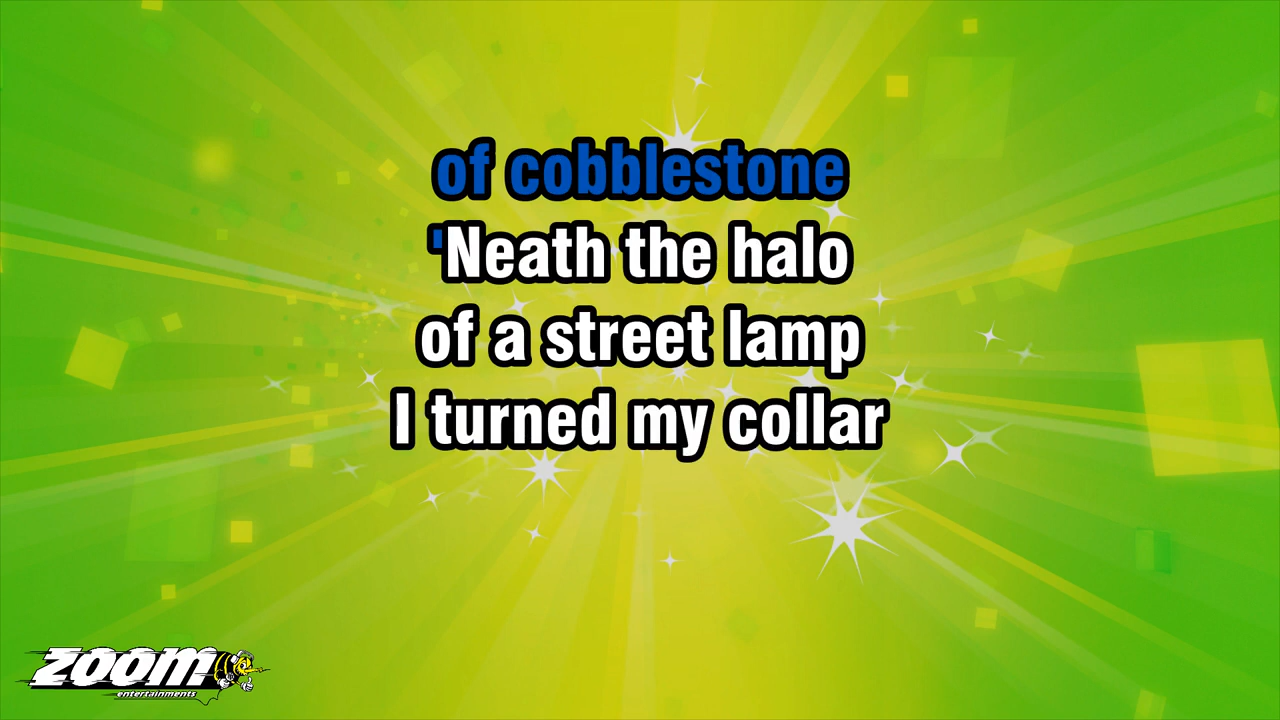 of cobblestone
'Neath the halo
of a street lamp
I turned my collar
zoom
entertainments